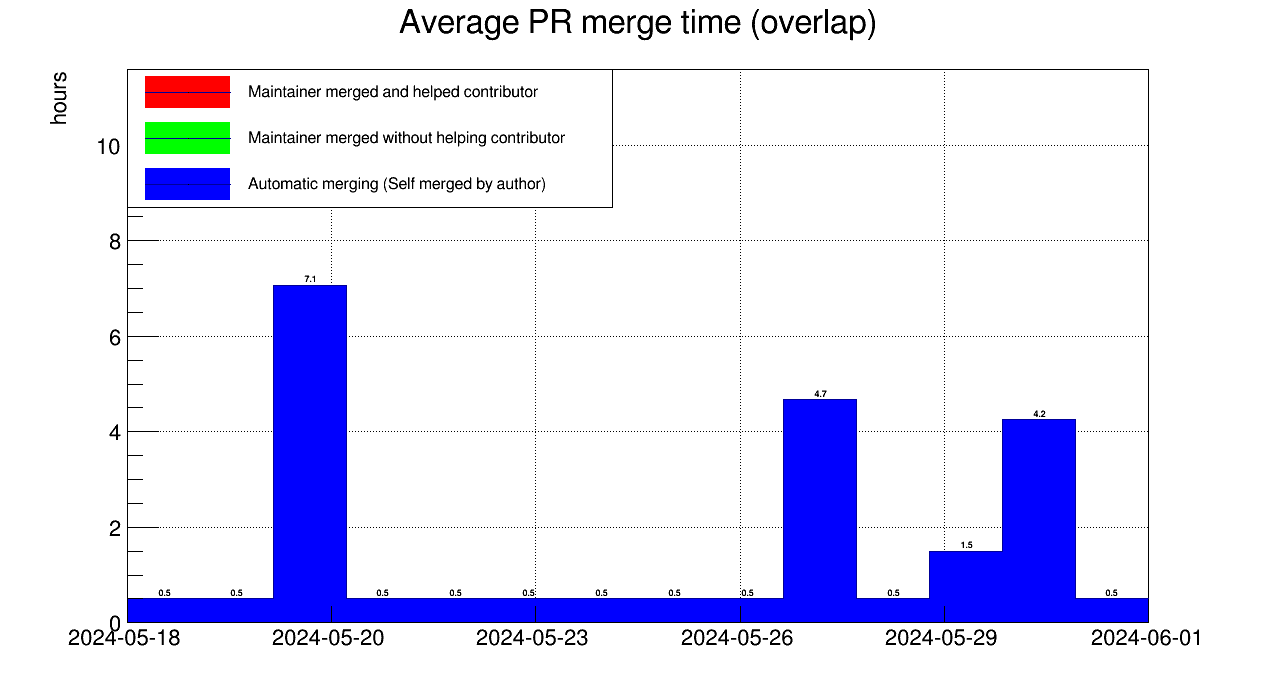 Average PR merge time (overlap)
hours
Maintainer merged and helped contributor
Maintainer merged without helping contributor
Automatic merging (Self merged by author)
10
8
6
4
2
0
0.5 0.5 7.1 0.5 0.5 0.5 0.5 0.5 0.5 4.7 0.5 1.5 4.2 0.5
2024-05-18 2024-05-20 2024-05-23 2024-05-26 2024-05-29 2024-06-01